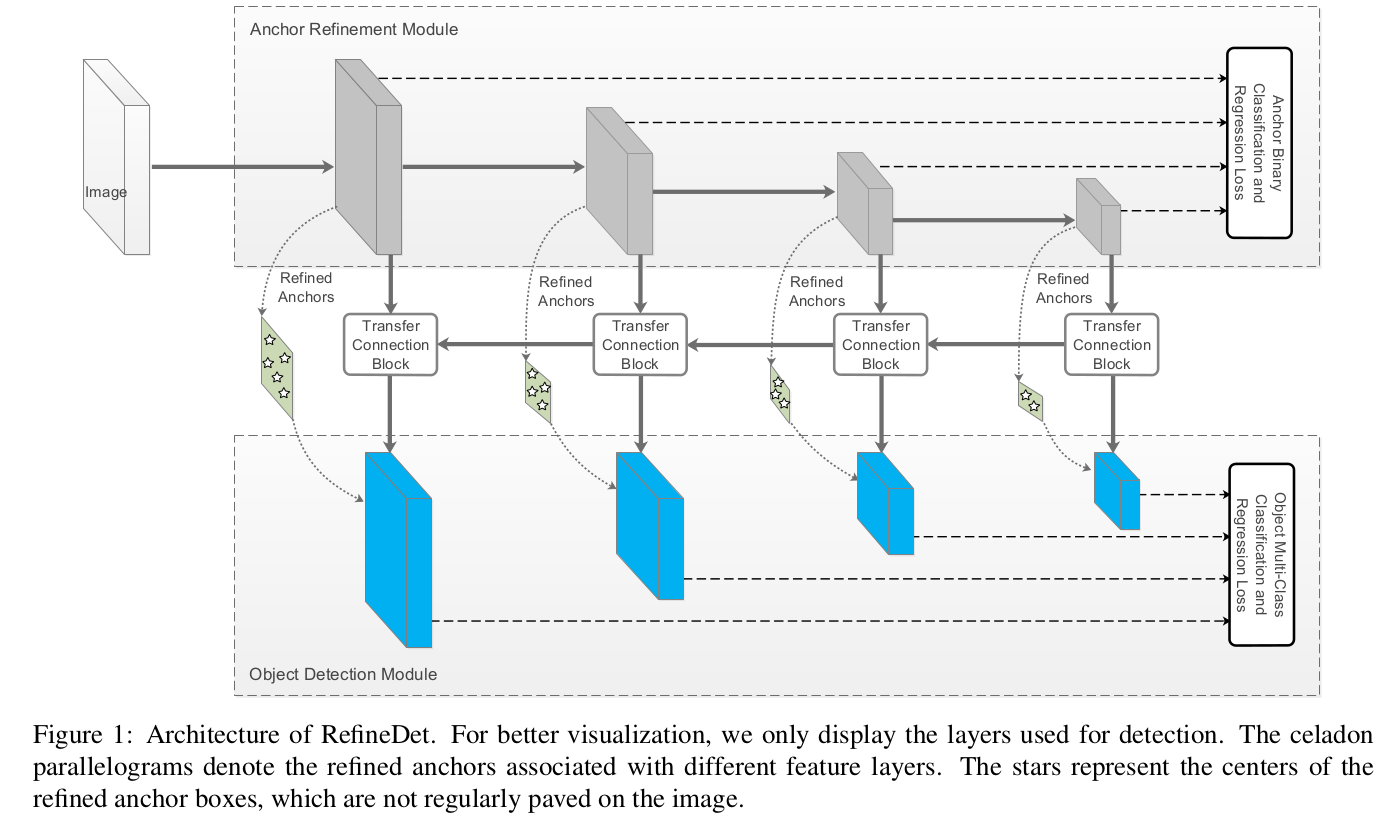 Anchor Refinement Module
Image
Anchor Binary
Classification and
Regression Loss
Refined
Anchors
Refined
Anchors
Refined
Anchors
Refined
Anchors
Transfer
Connection
Block
Transfer
Connection
Block
Transfer
Connection
Block
Transfer
Connection
Block
Object Multi-Class
Classification and
Regression Loss
Object Detection Module
Figure 1: Architecture of RefineDet. For better visualization, we only display the layers used for detection. The celadon
parallelograms denote the refined anchors associated with different feature layers. The stars represent the centers of the
refined anchor boxes, which are not regularly paved on the image.